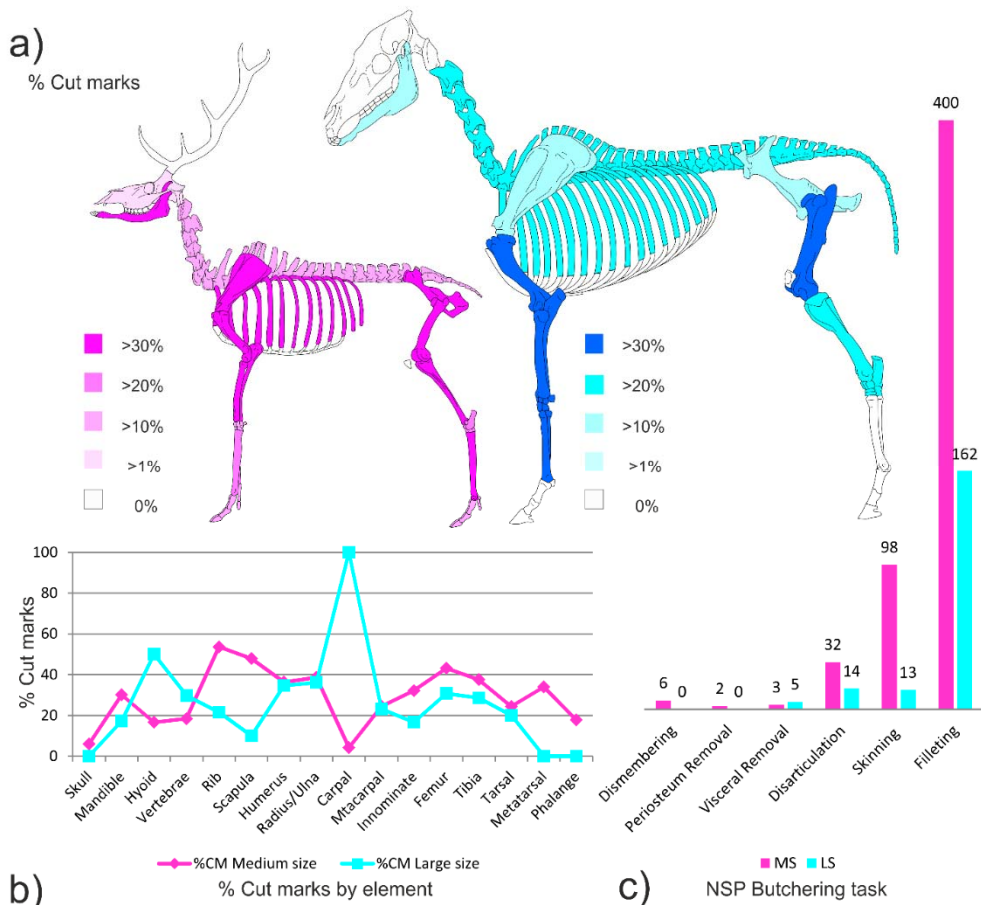 a)
% Cut marks
>30%
>20%
>10%
>1%
0%
>30%
>20%
>10%
>1%
0%
% Cut marks
100
80
60
40
20
0
Skull
Mandible
Hyoid
Vertebrae
Rib
Scapula
Humerus
Radius/Ulna
Carpal
Mtacarpal
Innominate
Femur
Tibia
Tarsal
Metatarsal
Phalange
%CM Medium size
%CM Large size
b)
% Cut marks by element
6
0
2
0
3
5
32
14
98
13
400
162
Dismembering
Periosteum Removal
Visceral Removal
Disarticulation
Skinning
Filleting
MS
LS
c)
NSP Butchering task